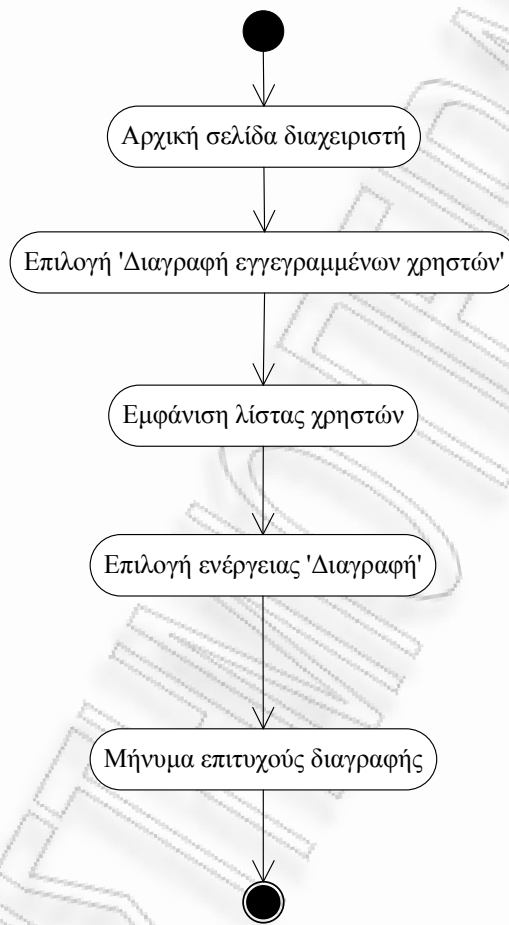 Αρχική σελίδα διαχειριστή
Επιλογή 'Διαγραφή εγγεγραμμένων χρηστών'
Εμφάνιση λίστας χρηστών
Επιλογή ενέργειας 'Διαγραφή'
Μήνυμα επιτυχούς διαγραφής